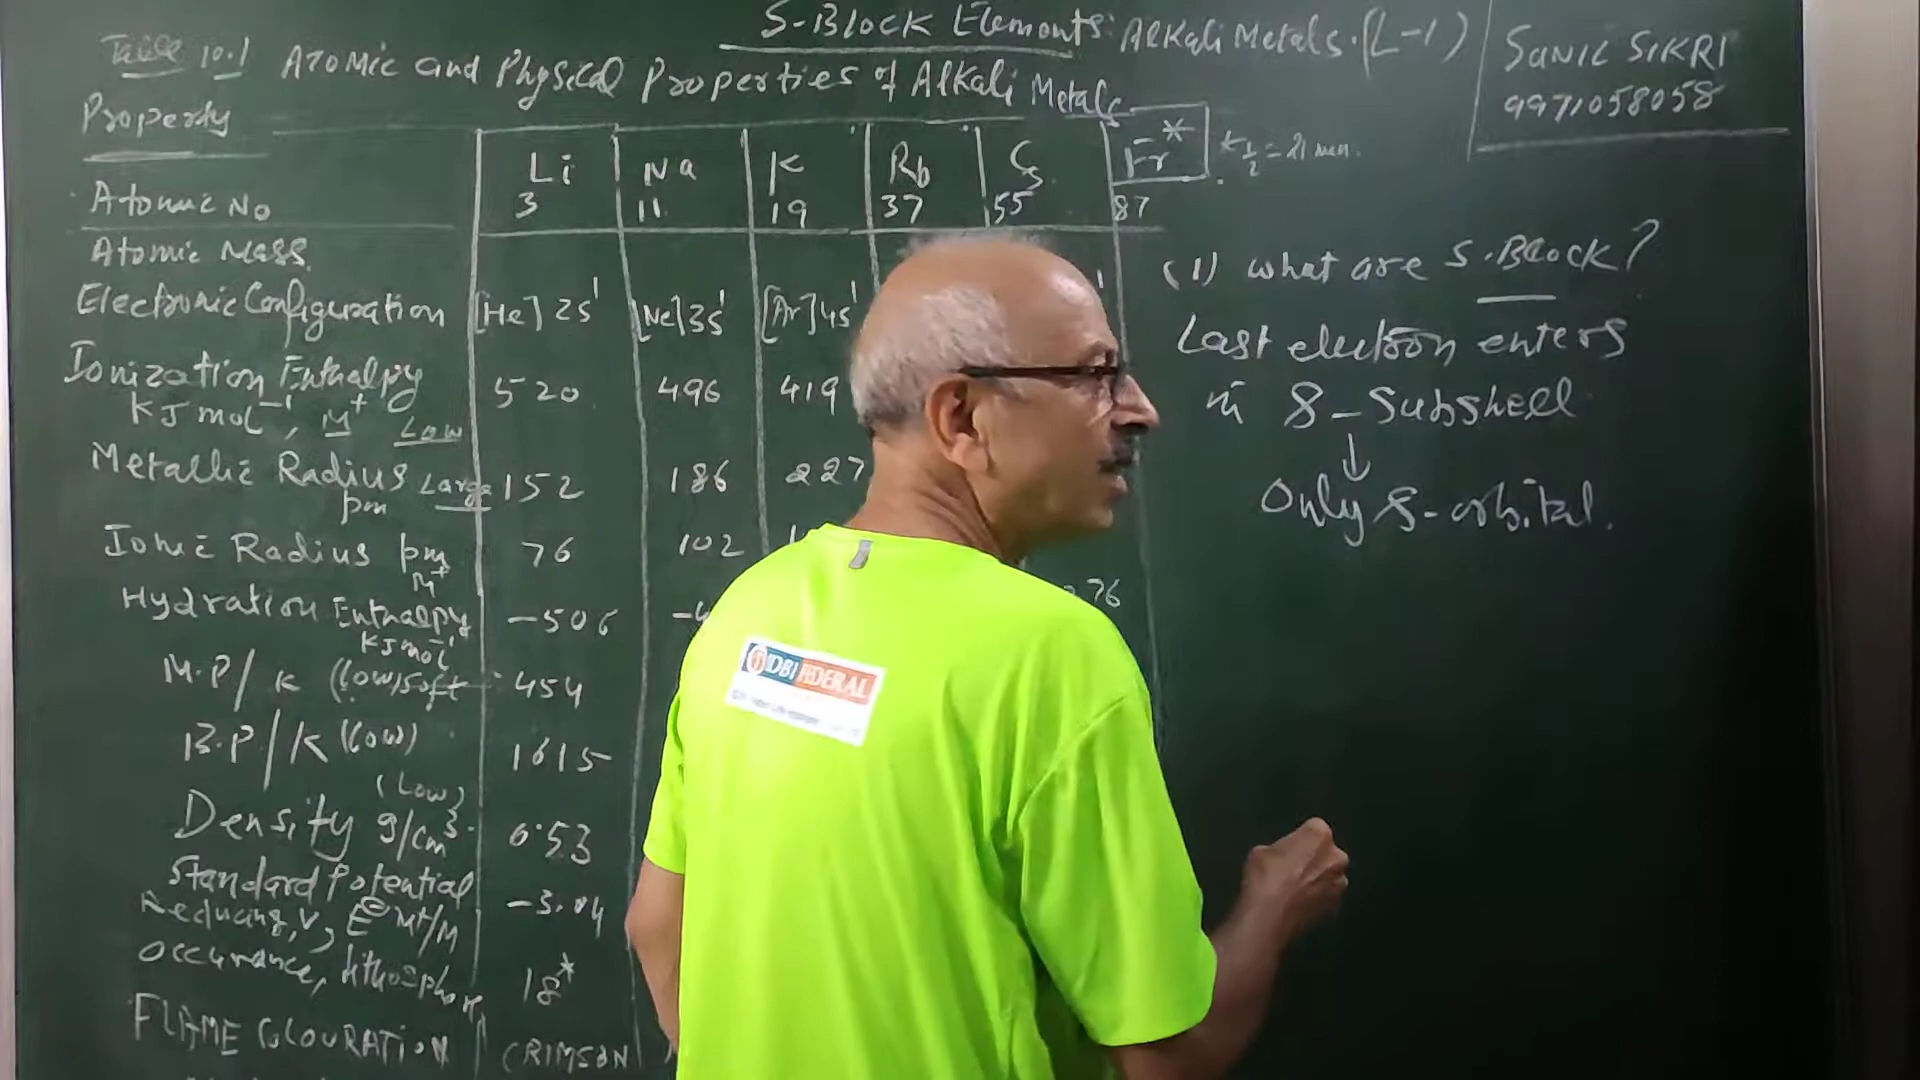 S-BLOCK Elements: Alkali Metals. (L-1)
SUNIL SIKRI
9971058058
Table 10.1 Atomic and Physical Properties of Alkali Metals
Property
Li Na K Rb Cs Fr* t½ = 21 min.
Atomic No 3 11 19 37 55 87
Atomic Mass
Electronic Configuration [He] 2s¹ [Ne] 3s¹ [Ar] 4s¹
Ionization Enthalpy 520 496 419
KJ mol⁻¹, M⁺ Low
Metallic Radius Large 152 186 227
pm
Ionic Radius pm 76 102
M⁺
Hydration Enthalpy -506
KJ mol⁻¹
276
M.P/K (low) soft 454
B.P/K (low) 1615
(low)
Density g/cm³ 0.53
Standard Potential
Reducing, V, E⊖ M⁺/M -3.04
Occurance, lithosphere 18*
FLAME COLOURATION CRIMSON
(1) what are S.Block?
Last electron enters
in s-subshell
↓
Only s-orbital.
IDBI FEDERAL